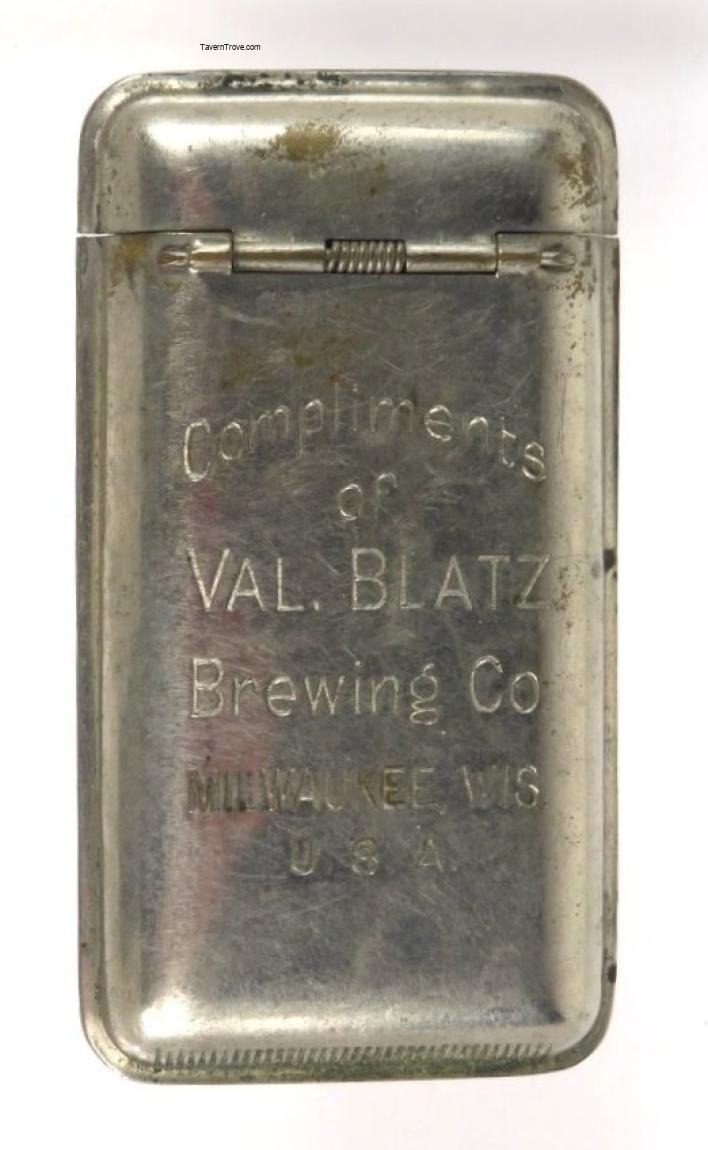 TavernTrove.com
Compliments
of
VAL. BLATZ
Brewing Co
MILWAUKEE, WIS.
U.S.A.